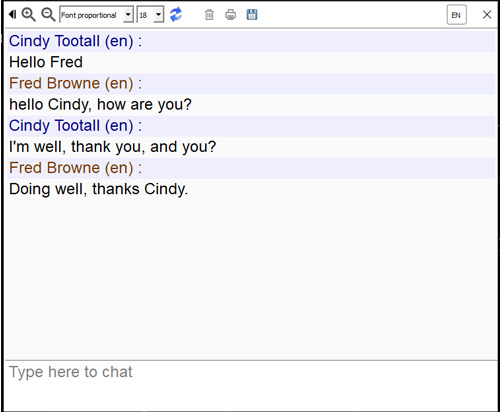 Font proportional 18 EN
Cindy Tootall (en) :
Hello Fred
Fred Browne (en) :
hello Cindy, how are you?
Cindy Tootall (en) :
I'm well, thank you, and you?
Fred Browne (en) :
Doing well, thanks Cindy.
Type here to chat